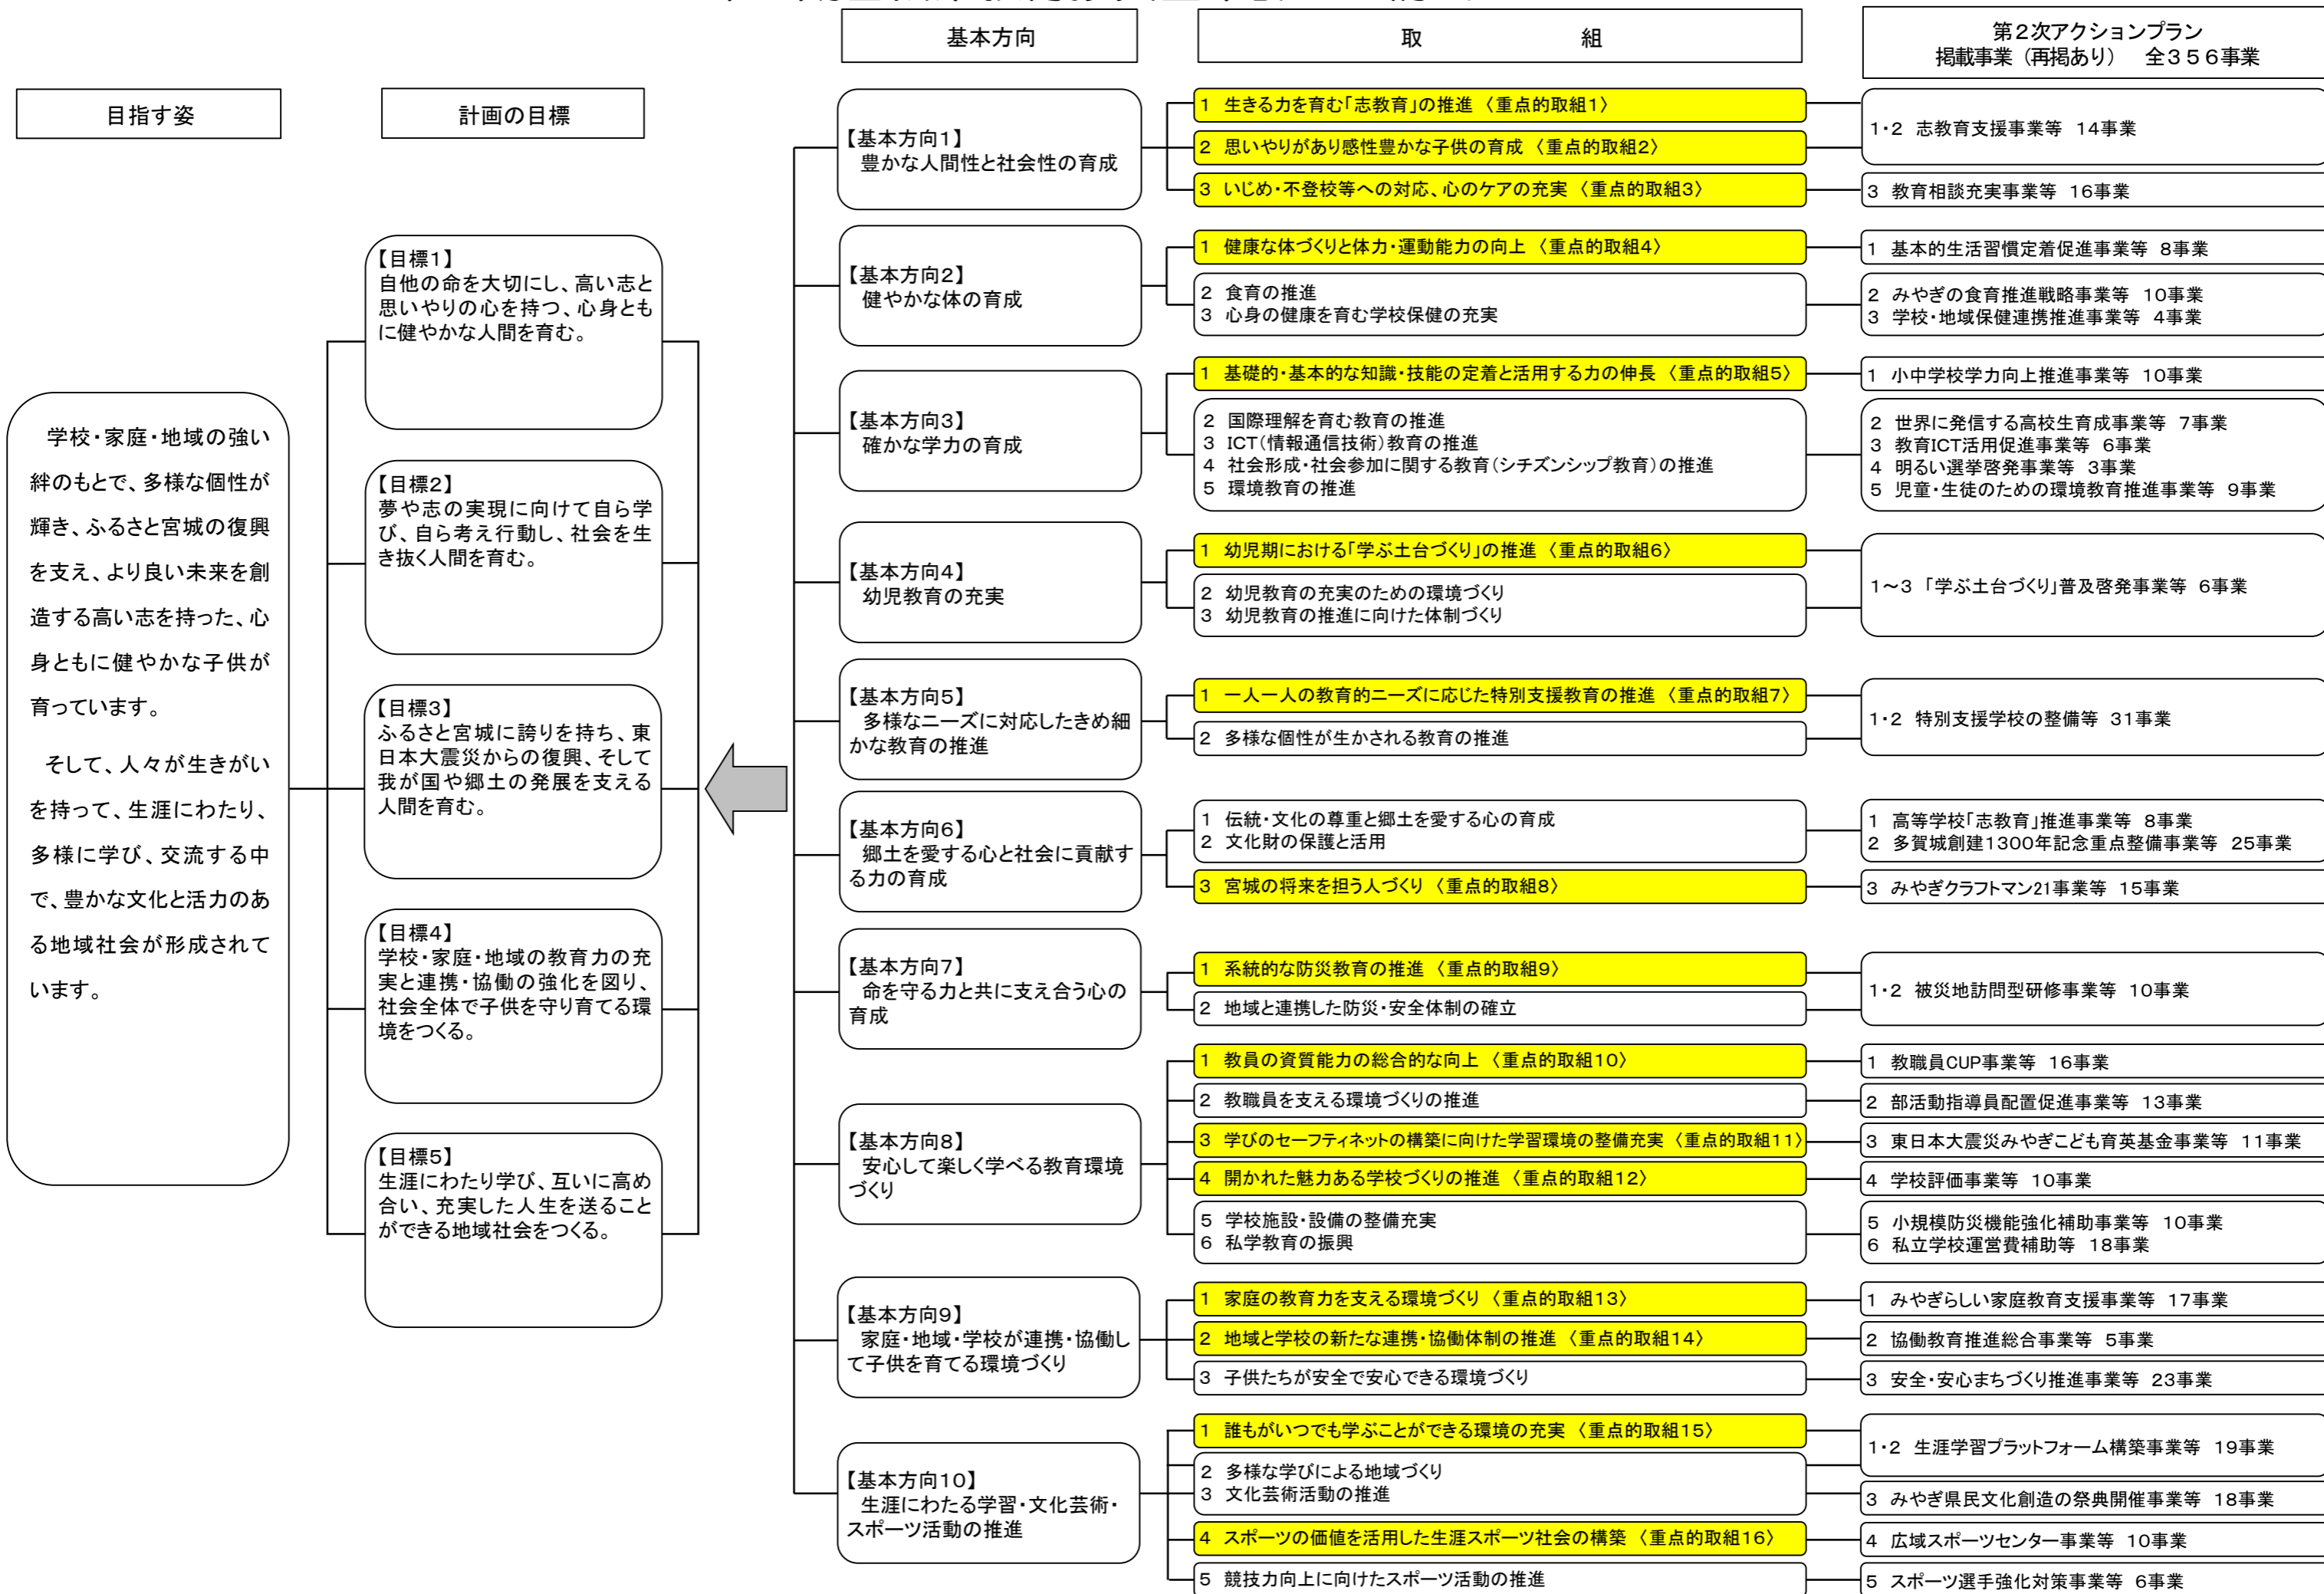 基本方向
取　　　　　　組
第２次アクションプラン
掲載事業（再掲あり）　全３５６事業
目指す姿
計画の目標
学校・家庭・地域の強い
絆のもとで、多様な個性が
輝き、ふるさと宮城の復興
を支え、より良い未来を創
造する高い志を持った、心
身ともに健やかな子供が
育っています。
そして、人々が生きがい
を持って、生涯にわたり、
多様に学び、交流する中
で、豊かな文化と活力のあ
る地域社会が形成されて
います。
【目標１】
自他の命を大切にし、高い志と
思いやりの心を持つ、心身とも
に健やかな人間を育む。
【目標２】
夢や志の実現に向けて自ら学
び、自ら考え行動し、社会を生
き抜く人間を育む。
【目標３】
ふるさと宮城に誇りを持ち、東
日本大震災からの復興、そして
我が国や郷土の発展を支える
人間を育む。
【目標４】
学校・家庭・地域の教育力の充
実と連携・協働の強化を図り、
社会全体で子供を守り育てる環
境をつくる。
【目標５】
生涯にわたり学び、互いに高め
合い、充実した人生を送ること
ができる地域社会をつくる。
【基本方向１】
豊かな人間性と社会性の育成
1　生きる力を育む「志教育」の推進　〈重点的取組１〉
2　思いやりがあり感性豊かな子供の育成　〈重点的取組２〉
3　いじめ・不登校等への対応、心のケアの充実　〈重点的取組３〉
1・2　志教育支援事業等　14事業
3　教育相談充実事業等　16事業
【基本方向２】
健やかな体の育成
1　健康な体づくりと体力・運動能力の向上　〈重点的取組４〉
2　食育の推進
3　心身の健康を育む学校保健の充実
1　基本的生活習慣定着促進事業等　8事業
2　みやぎの食育推進戦略事業等　10事業
3　学校・地域保健連携推進事業等　4事業
【基本方向３】
確かな学力の育成
1　基礎的・基本的な知識・技能の定着と活用する力の伸長　〈重点的取組５〉
2　国際理解を育む教育の推進
3　ICT（情報通信技術）教育の推進
4　社会形成・社会参加に関する教育（シチズンシップ教育）の推進
5　環境教育の推進
1　小中学校学力向上推進事業等　10事業
2　世界に発信する高校生育成事業等　7事業
3　教育ICT活用促進事業等　6事業
4　明るい選挙啓発事業等　3事業
5　児童・生徒のための環境教育推進事業等　9事業
【基本方向４】
幼児教育の充実
1　幼児期における「学ぶ土台づくり」の推進　〈重点的取組６〉
2　幼児教育の充実のための環境づくり
3　幼児教育の推進に向けた体制づくり
1～3　「学ぶ土台づくり」普及啓発事業等　6事業
【基本方向５】
多様なニーズに対応したきめ細
かな教育の推進
1　一人一人の教育的ニーズに応じた特別支援教育の推進　〈重点的取組７〉
2　多様な個性が生かされる教育の推進
1・2　特別支援学校の整備等　31事業
【基本方向６】
郷土を愛する心と社会に貢献す
る力の育成
1　伝統・文化の尊重と郷土を愛する心の育成
2　文化財の保護と活用
3　宮城の将来を担う人づくり　〈重点的取組８〉
1　高等学校「志教育」推進事業等　8事業
2　多賀城創建1300年記念重点整備事業等　25事業
3　みやぎクラフトマン21事業等　15事業
【基本方向７】
命を守る力と共に支え合う心の
育成
1　系統的な防災教育の推進　〈重点的取組９〉
2　地域と連携した防災・安全体制の確立
1・2　被災地訪問型研修事業等　10事業
【基本方向８】
安心して楽しく学べる教育環境
づくり
1　教員の資質能力の総合的な向上　〈重点的取組１０〉
2　教職員を支える環境づくりの推進
3　学びのセーフティネットの構築に向けた学習環境の整備充実　〈重点的取組１１〉
4　開かれた魅力ある学校づくりの推進　〈重点的取組１２〉
5　学校施設・設備の整備充実
6　私学教育の振興
1　教職員CUP事業等　16事業
2　部活動指導員配置促進事業等　13事業
3　東日本大震災みやぎこども育英基金事業等　11事業
4　学校評価事業等　10事業
5　小規模防災機能強化補助事業等　10事業
6　私立学校運営費補助等　18事業
【基本方向９】
家庭・地域・学校が連携・協働し
て子供を育てる環境づくり
1　家庭の教育力を支える環境づくり　〈重点的取組１３〉
2　地域と学校の新たな連携・協働体制の推進　〈重点的取組１４〉
3　子供たちが安全で安心できる環境づくり
1　みやぎらしい家庭教育支援事業等　17事業
2　協働教育推進総合事業等　5事業
3　安全・安心まちづくり推進事業等　23事業
【基本方向１０】
生涯にわたる学習・文化芸術・
スポーツ活動の推進
1　誰もがいつでも学ぶことができる環境の充実　〈重点的取組１５〉
2　多様な学びによる地域づくり
3　文化芸術活動の推進
4　スポーツの価値を活用した生涯スポーツ社会の構築　〈重点的取組１６〉
5　競技力向上に向けたスポーツ活動の推進
1・2　生涯学習プラットフォーム構築事業等　19事業
3　みやぎ県民文化創造の祭典開催事業等　18事業
4　広域スポーツセンター事業等　10事業
5　スポーツ選手強化対策事業等　6事業